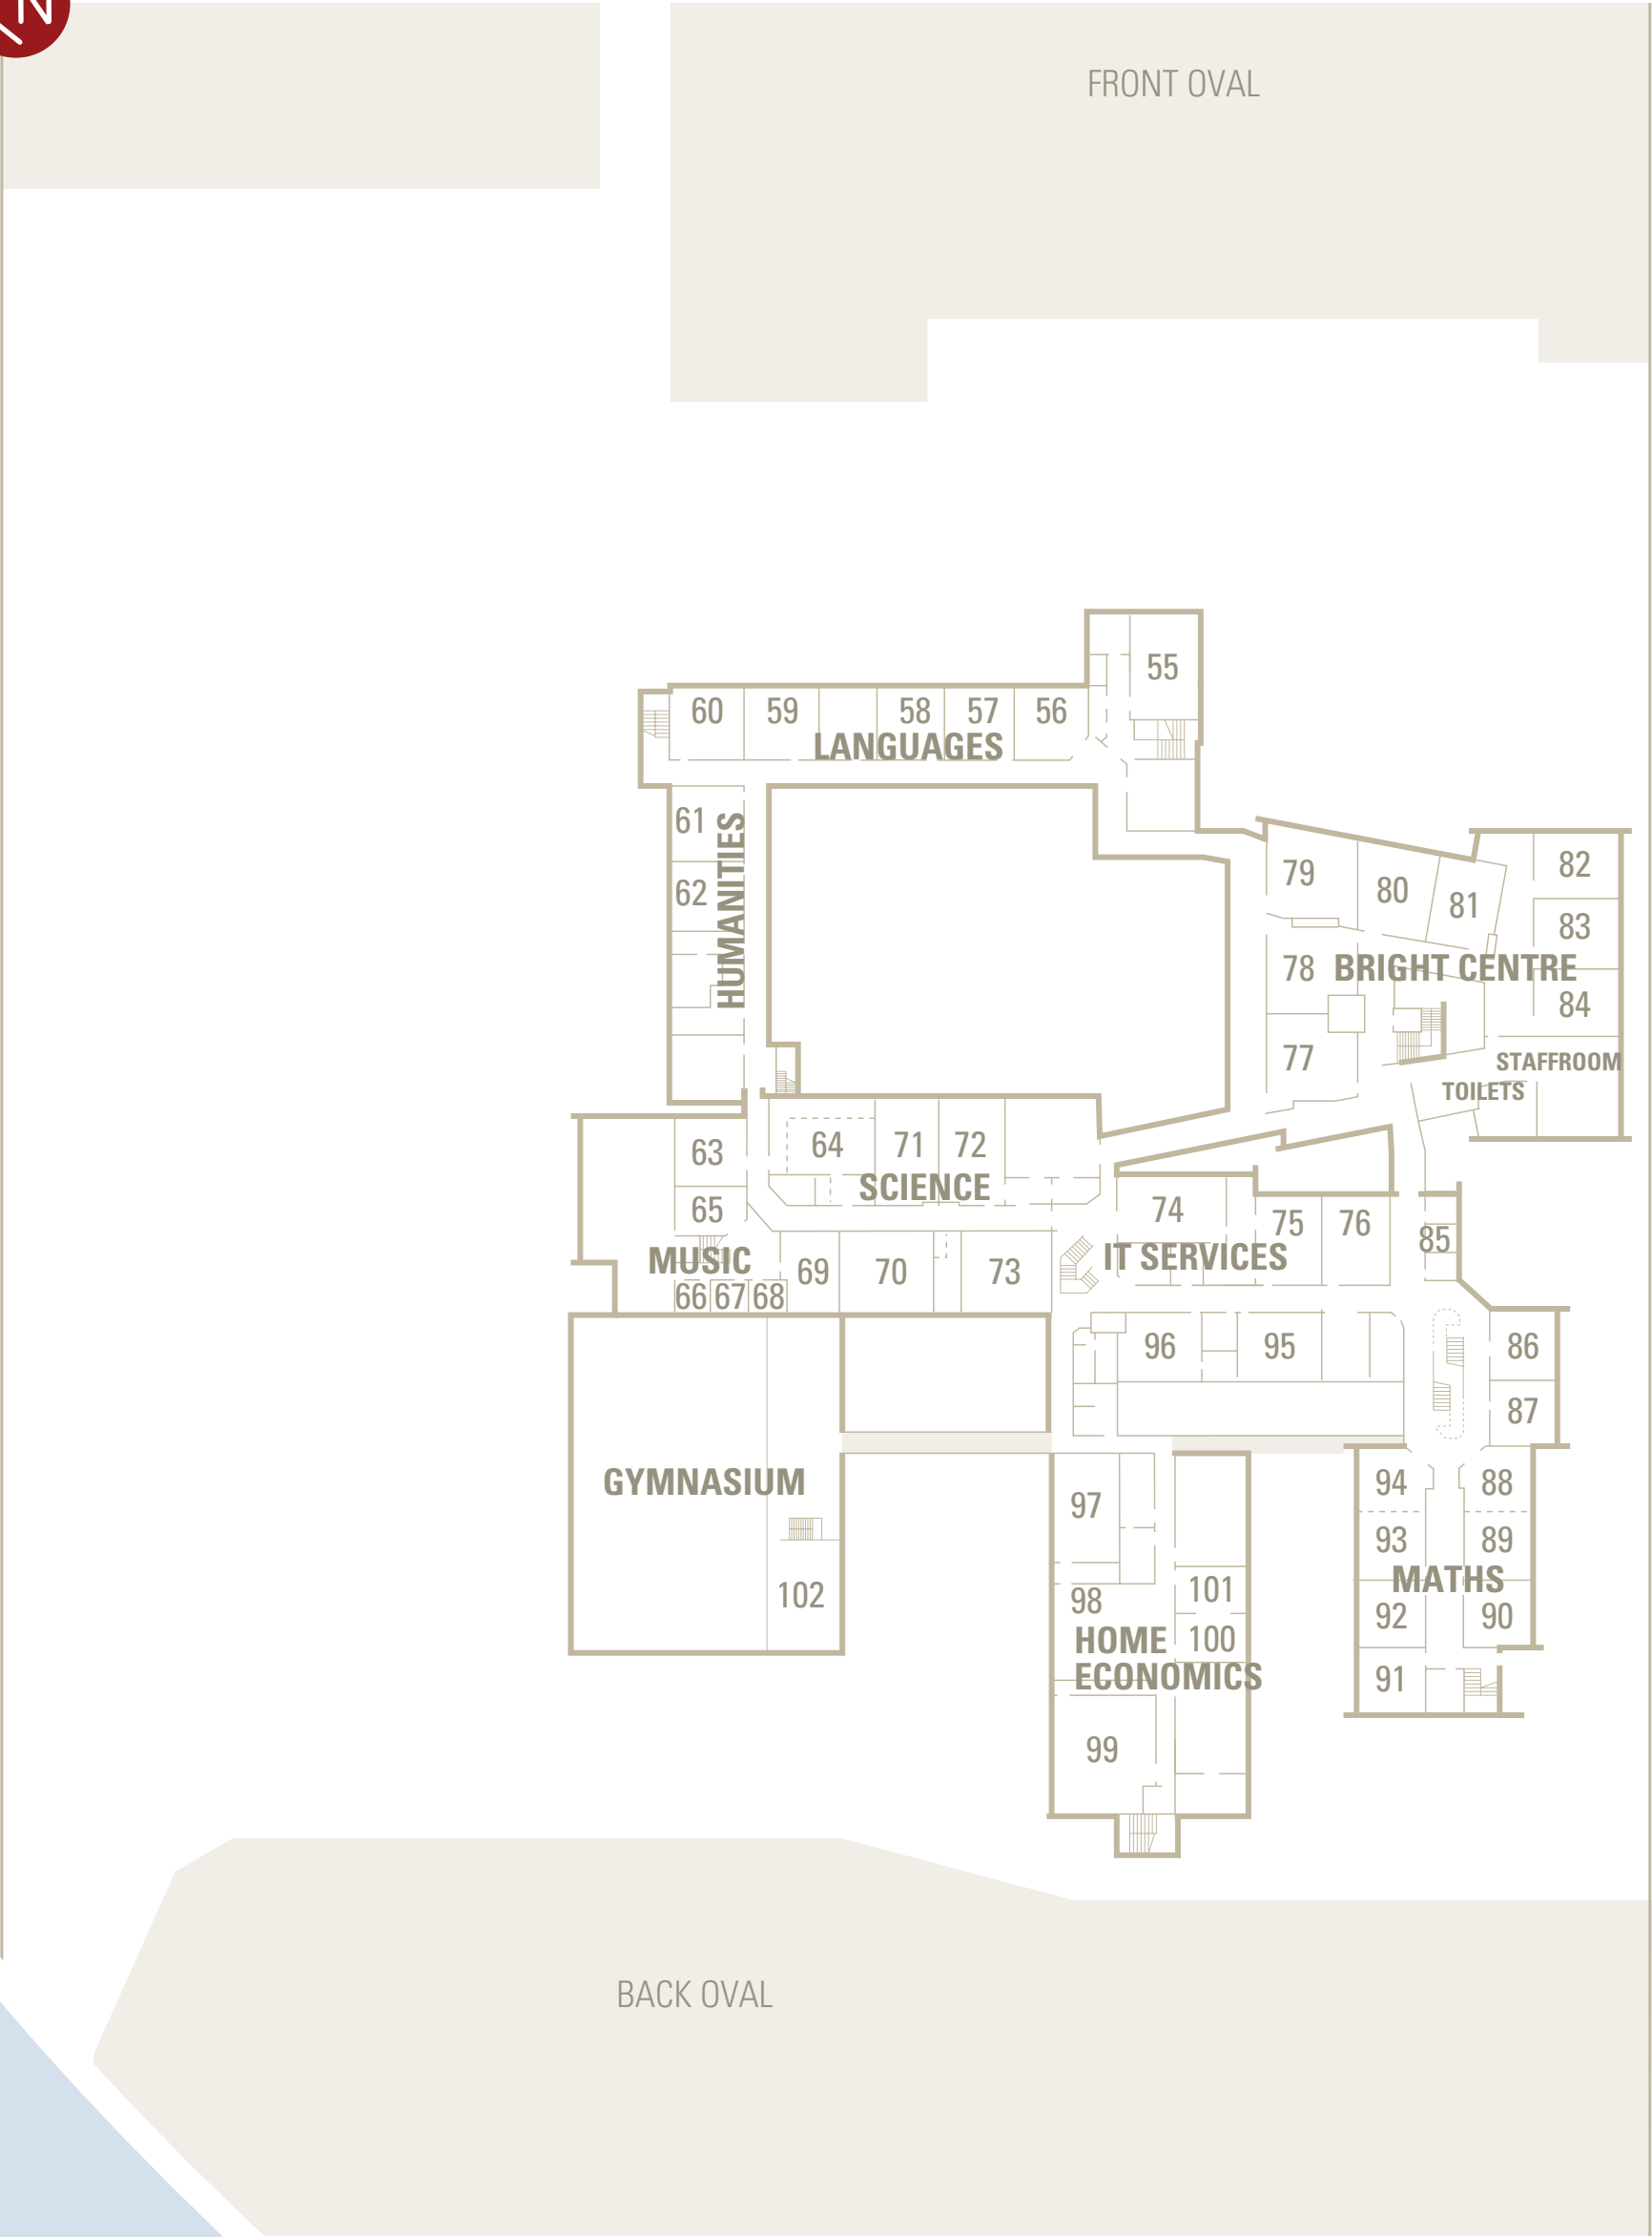 N
FRONT OVAL
55
60 59 58 57 56
LANGUAGES
61
62
HUMANITIES
79 80 81
82
83
78
BRIGHT CENTRE
84
77
STAFFROOM
TOILETS
63
64 71 72
SCIENCE
65
74
75 76
85
MUSIC
IT SERVICES
69 70 73
66 67 68
96 95
86
87
GYMNASIUM
102
97
98
101
100
HOME
ECONOMICS
99
94 88
93 89
MATHS
92 90
91
BACK OVAL